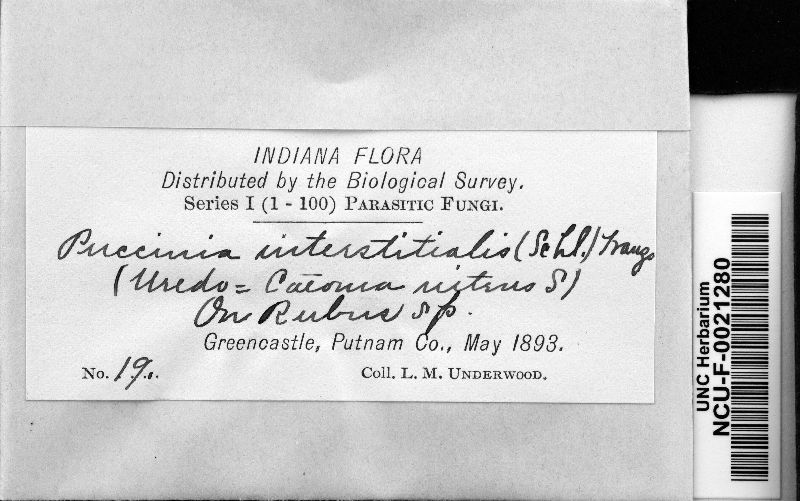 INDIANA FLORA
Distributed by the Biological Survey.
Series I (1 - 100) PARASITIC FUNGI.
Puccinia interstitialis (Schl.) Trang
(Uredo = Caeoma nitens S)
On Rubus sp.
Greencastle, Putnam Co., May 1893.
No. 19. Coll. L. M. UNDERWOOD.
UNC Herbarium
NCU-F-0021280